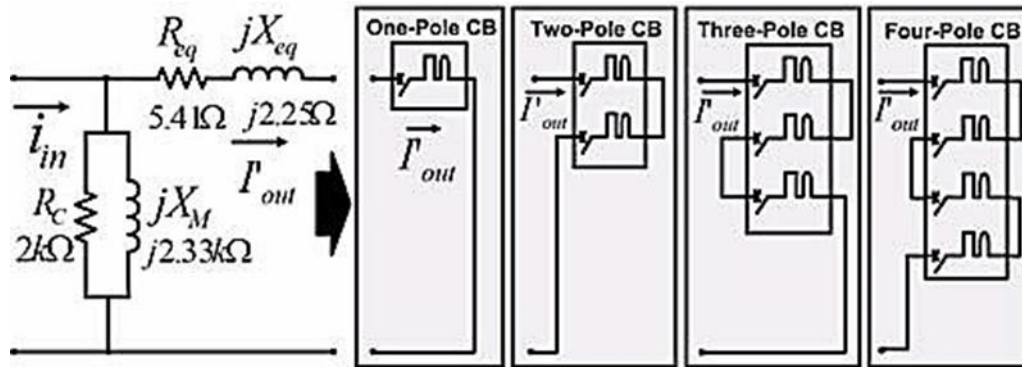 R_eq
jX_eq
5.41Ω
j2.25Ω
i_in
I'_out
R_C
2kΩ
jX_M
j2.33kΩ
One-Pole CB
I'_out
Two-Pole CB
I'_out
Three-Pole CB
I'_out
Four-Pole CB
I'_out